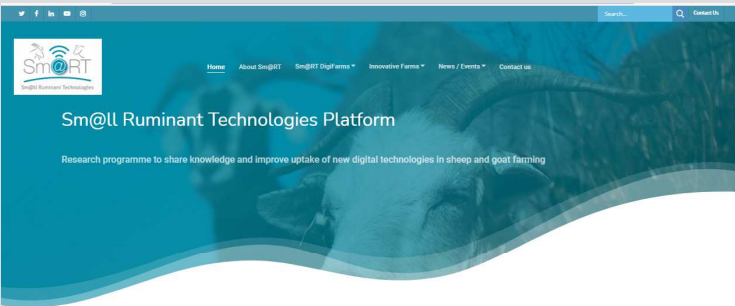 Search...
Contact Us
Sm@RT
Sm@ll Ruminant Technologies
Home About Sm@RT Sm@RT DigiFarms Innovative Farms News / Events Contact us
Sm@ll Ruminant Technologies Platform
Research programme to share knowledge and improve uptake of new digital technologies in sheep and goat farming